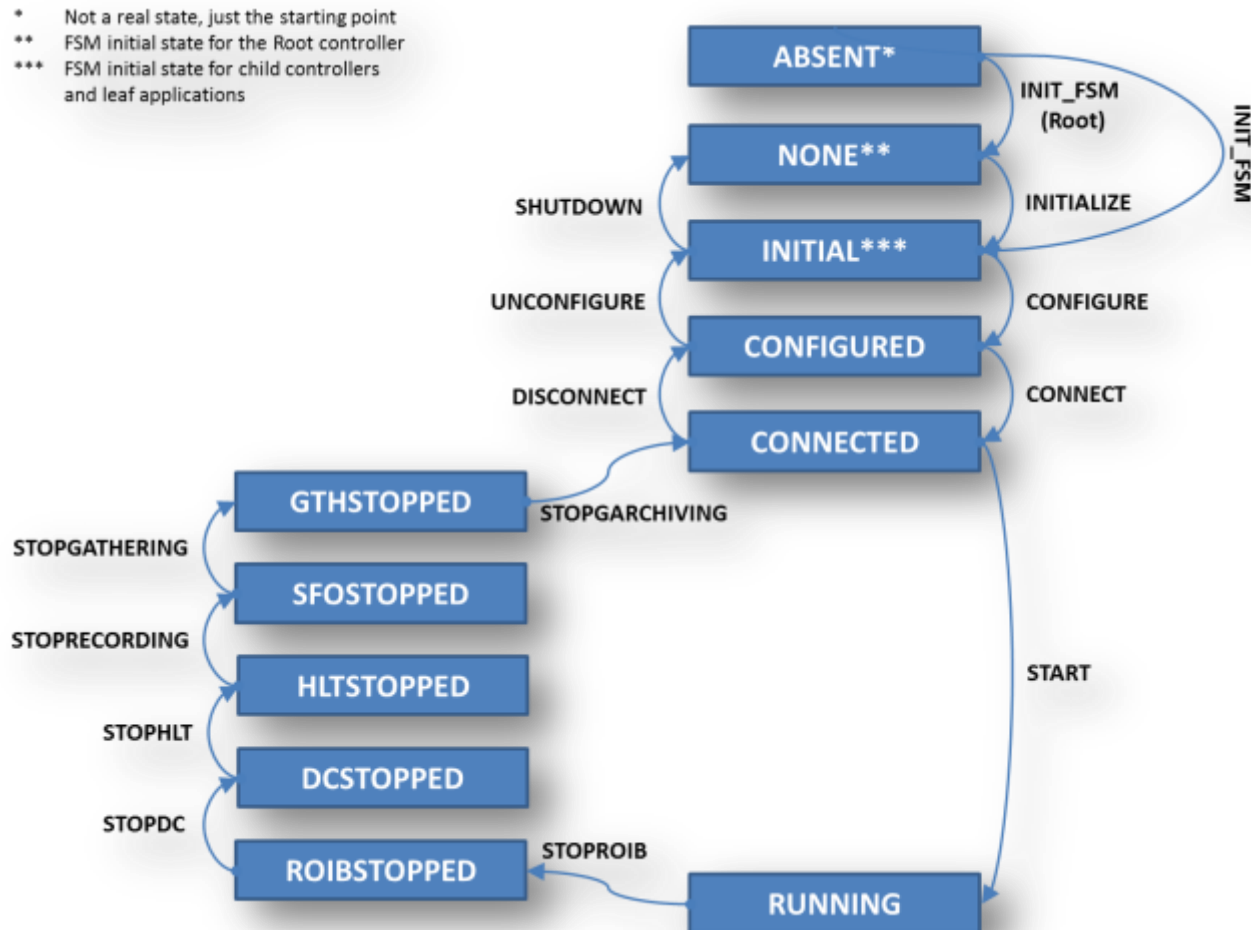 * Not a real state, just the starting point
** FSM initial state for the Root controller
*** FSM initial state for child controllers
and leaf applications
ABSENT*
INIT_FSM
(Root)
INIT_FSM
NONE**
SHUTDOWN
INITIALIZE
INITIAL***
UNCONFIGURE
CONFIGURE
CONFIGURED
DISCONNECT
CONNECT
CONNECTED
GTHSTOPPED
STOPGARCHIVING
STOPGATHERING
SFOSTOPPED
STOPRECORDING
HLTSTOPPED
START
STOPHLT
DCSTOPPED
STOPDC
STOPROIB
ROIBSTOPPED
RUNNING